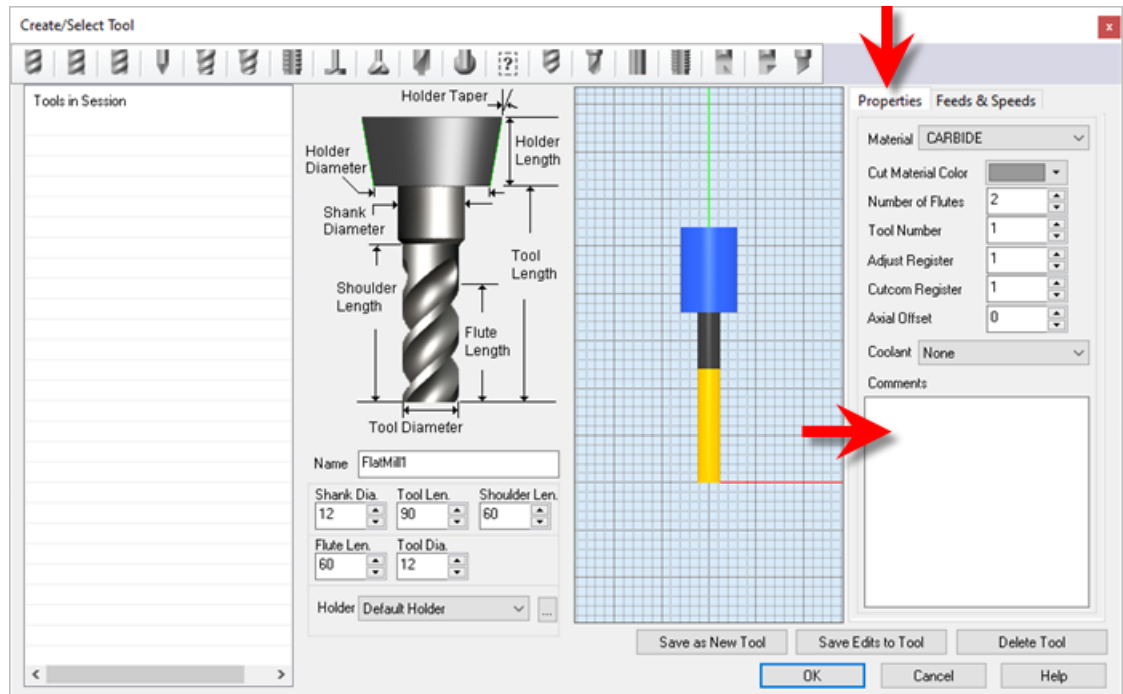 Create/Select Tool
x
Tools in Session
Holder Taper
Holder
Length
Holder
Diameter
Shank
Diameter
Tool
Length
Shoulder
Length
Flute
Length
Tool Diameter
Name FlatMill1
Shank Dia. Tool Len. Shoulder Len.
12 90 60
Flute Len. Tool Dia.
60 12
Holder Default Holder ...
Properties Feeds & Speeds
Material CARBIDE
Cut Material Color
Number of Flutes 2
Tool Number 1
Adjust Register 1
Cutcom Register 1
Axial Offset 0
Coolant None
Comments
Save as New Tool Save Edits to Tool Delete Tool
OK Cancel Help